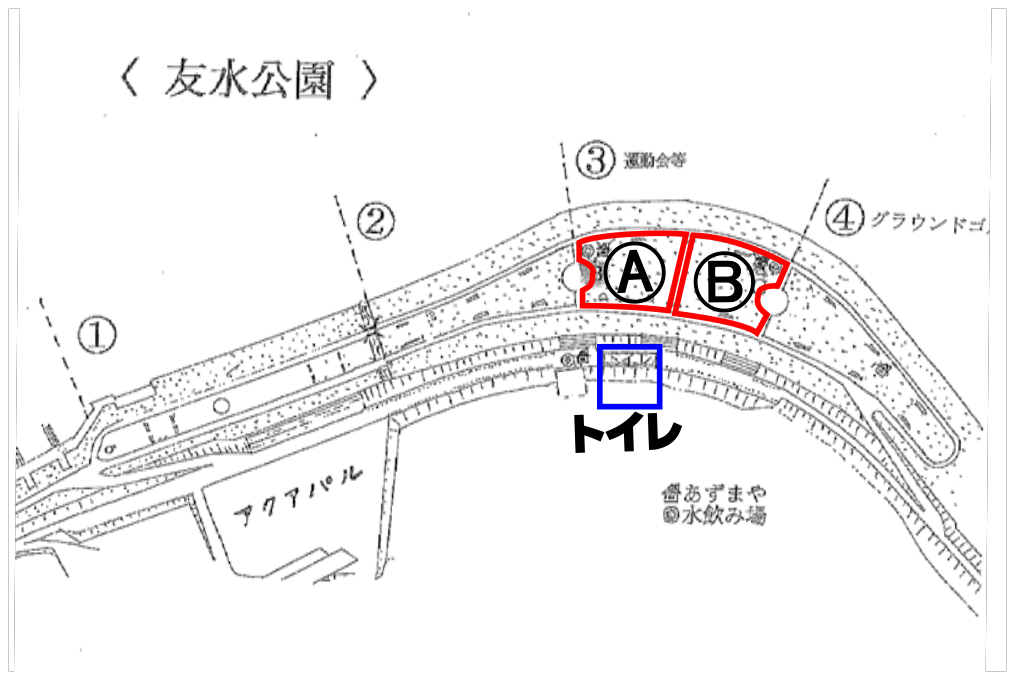 〈 友水公園 〉
③ 運動会等
② 
④ グラウンドゴ
Ⓐ
Ⓑ
①
トイレ
アクアパル
あずまや
◎水飲み場